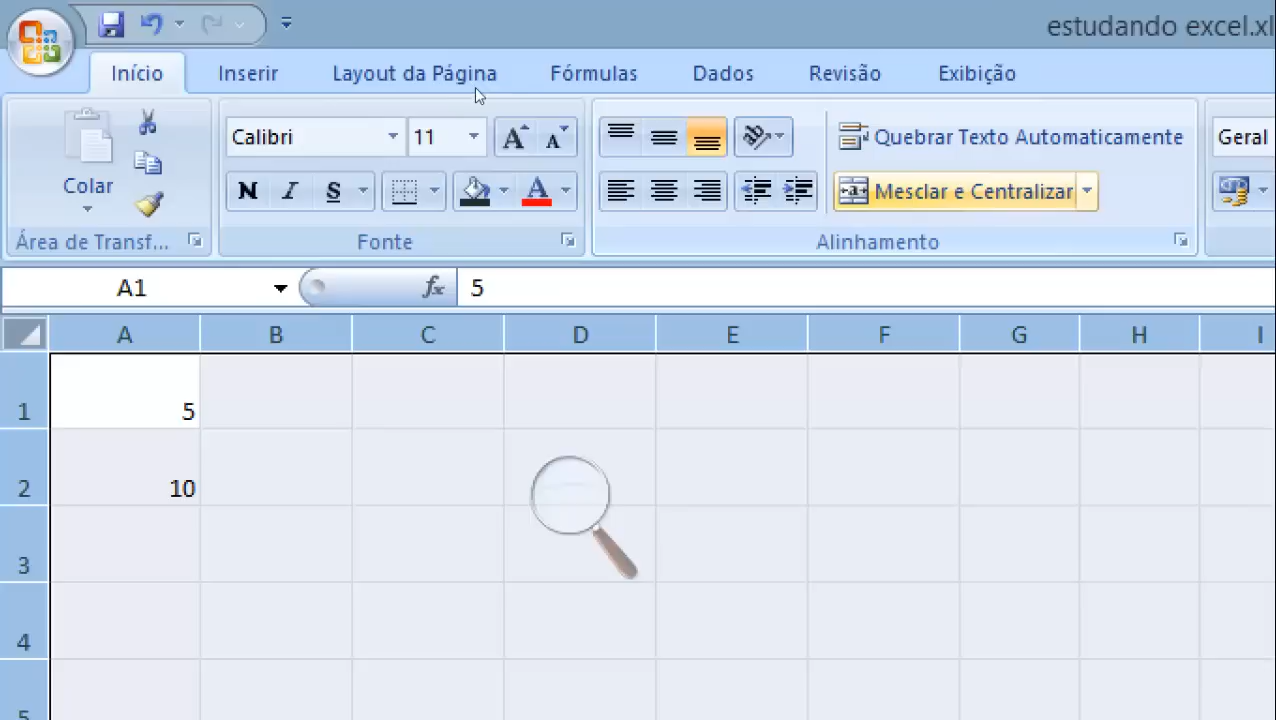 estudando excel.xl
Início Inserir Layout da Página Fórmulas Dados Revisão Exibição
Colar
Área de Transf...
Calibri 11 A A
N I S A
Fonte
Quebrar Texto Automaticamente
a Mesclar e Centralizar
Alinhamento
Geral
A1 fx 5
A B C D E F G H I
1 5
2 10
3
4
5